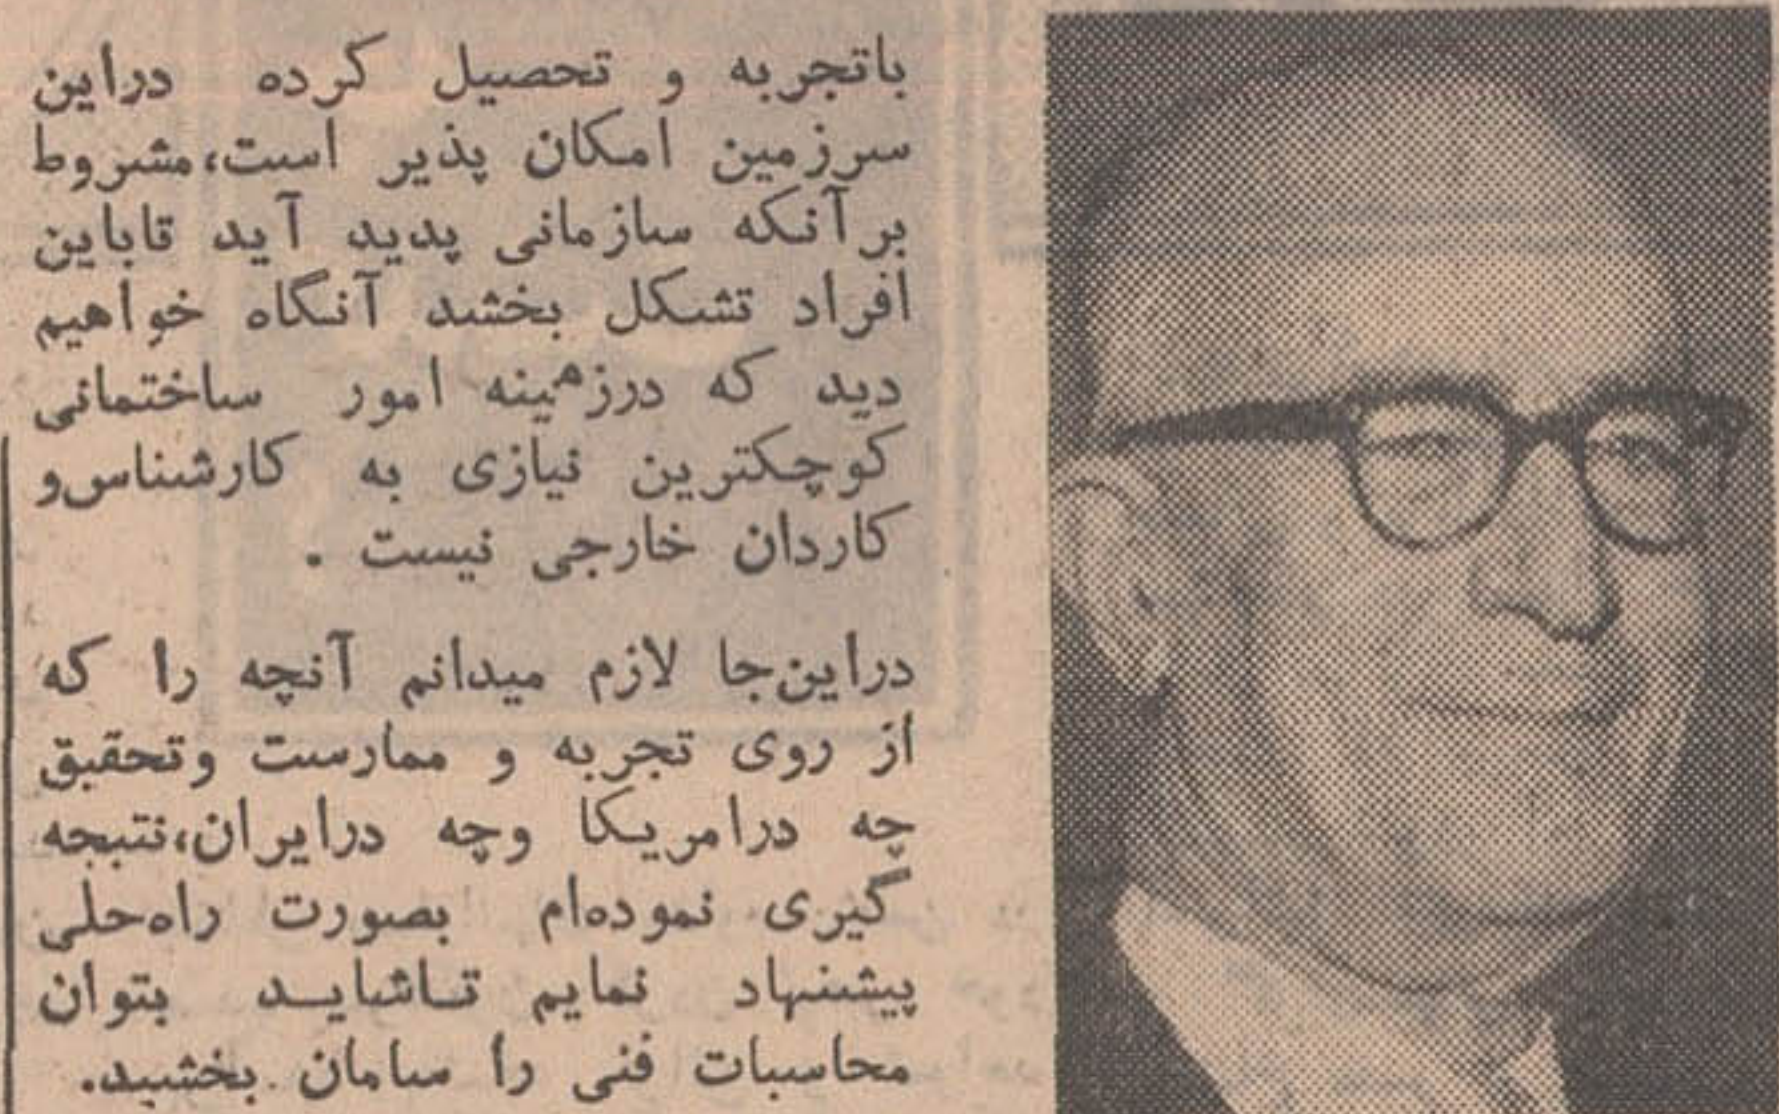 باتجربه و تحصیل کرده دراین
سرزمین امکان پذیر است،مشروط
برآنکه سازمانی پدید آید تاباین
افراد تشکل بخشد آنگاه خواهیم
دید که درزمینه امور ساختمانی
کوچکترین نیازی به کارشناس‌و
کاردان خارجی نیست .
دراین‌جا لازم میدانم آنچه را که
از روی تجربه و ممارست وتحقیق
چه درامریکا وچه درایران،نتیجه
گیری نموده‌ام بصورت راه‌حلی
پیشنهاد نمایم تـاشایـد بتوان
محاسبات فنی را سامان بخشید.